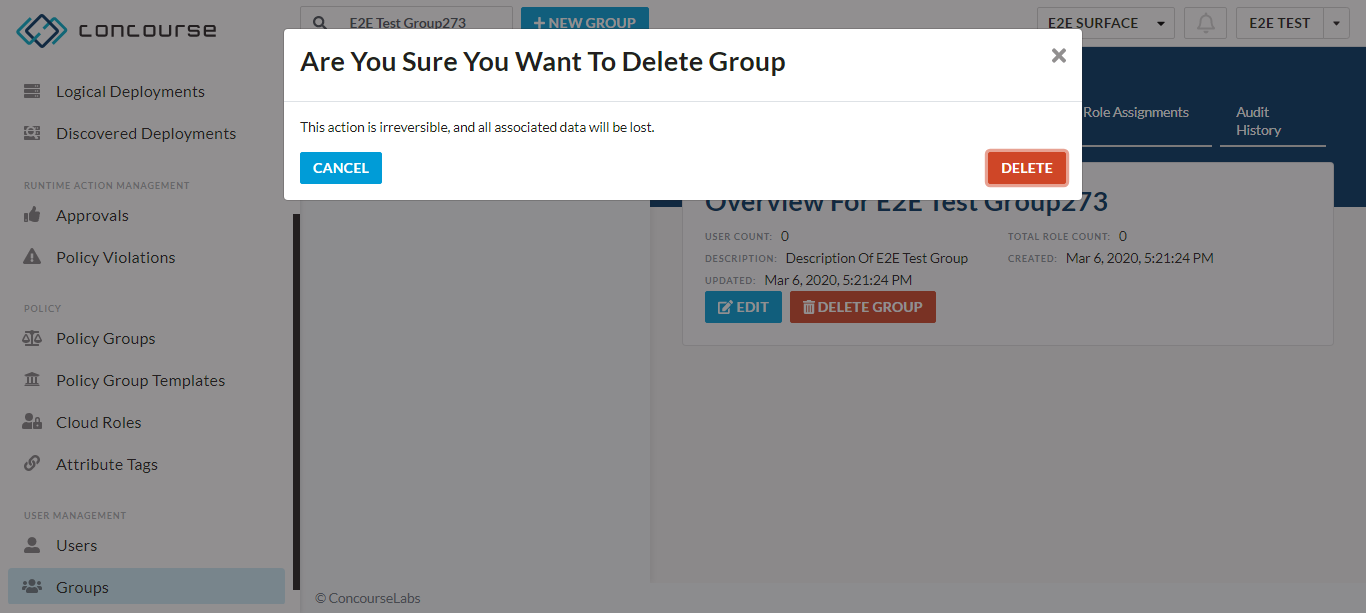 concourse
E2E Test Group273
+ NEW GROUP
E2E SURFACE
E2E TEST
Are You Sure You Want To Delete Group
This action is irreversible, and all associated data will be lost.
CANCEL
DELETE
Logical Deployments
Discovered Deployments
RUNTIME ACTION MANAGEMENT
Approvals
Policy Violations
POLICY
Policy Groups
Policy Group Templates
Cloud Roles
Attribute Tags
USER MANAGEMENT
Users
Groups
Role Assignments
Audit
History
Overview For E2E Test Group273
USER COUNT: 0
TOTAL ROLE COUNT: 0
DESCRIPTION: Description Of E2E Test Group
CREATED: Mar 6, 2020, 5:21:24 PM
UPDATED: Mar 6, 2020, 5:21:24 PM
EDIT
DELETE GROUP
© ConcourseLabs